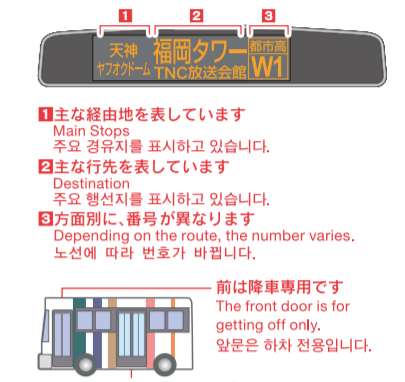 1 2 3
天神 福岡タワー 都市高
ヤフオクドーム TNC放送会館 W1
1主な経由地を表しています
Main Stops
주요 경유지를 표시하고 있습니다.
2主な行先を表しています
Destination
주요 행선지를 표시하고 있습니다.
3方面別に、番号が異なります
Depending on the route, the number varies.
노선에 따라 번호가 바뀝니다.
前は降車専用です
The front door is for
getting off only.
앞문은 하차 전용입니다.